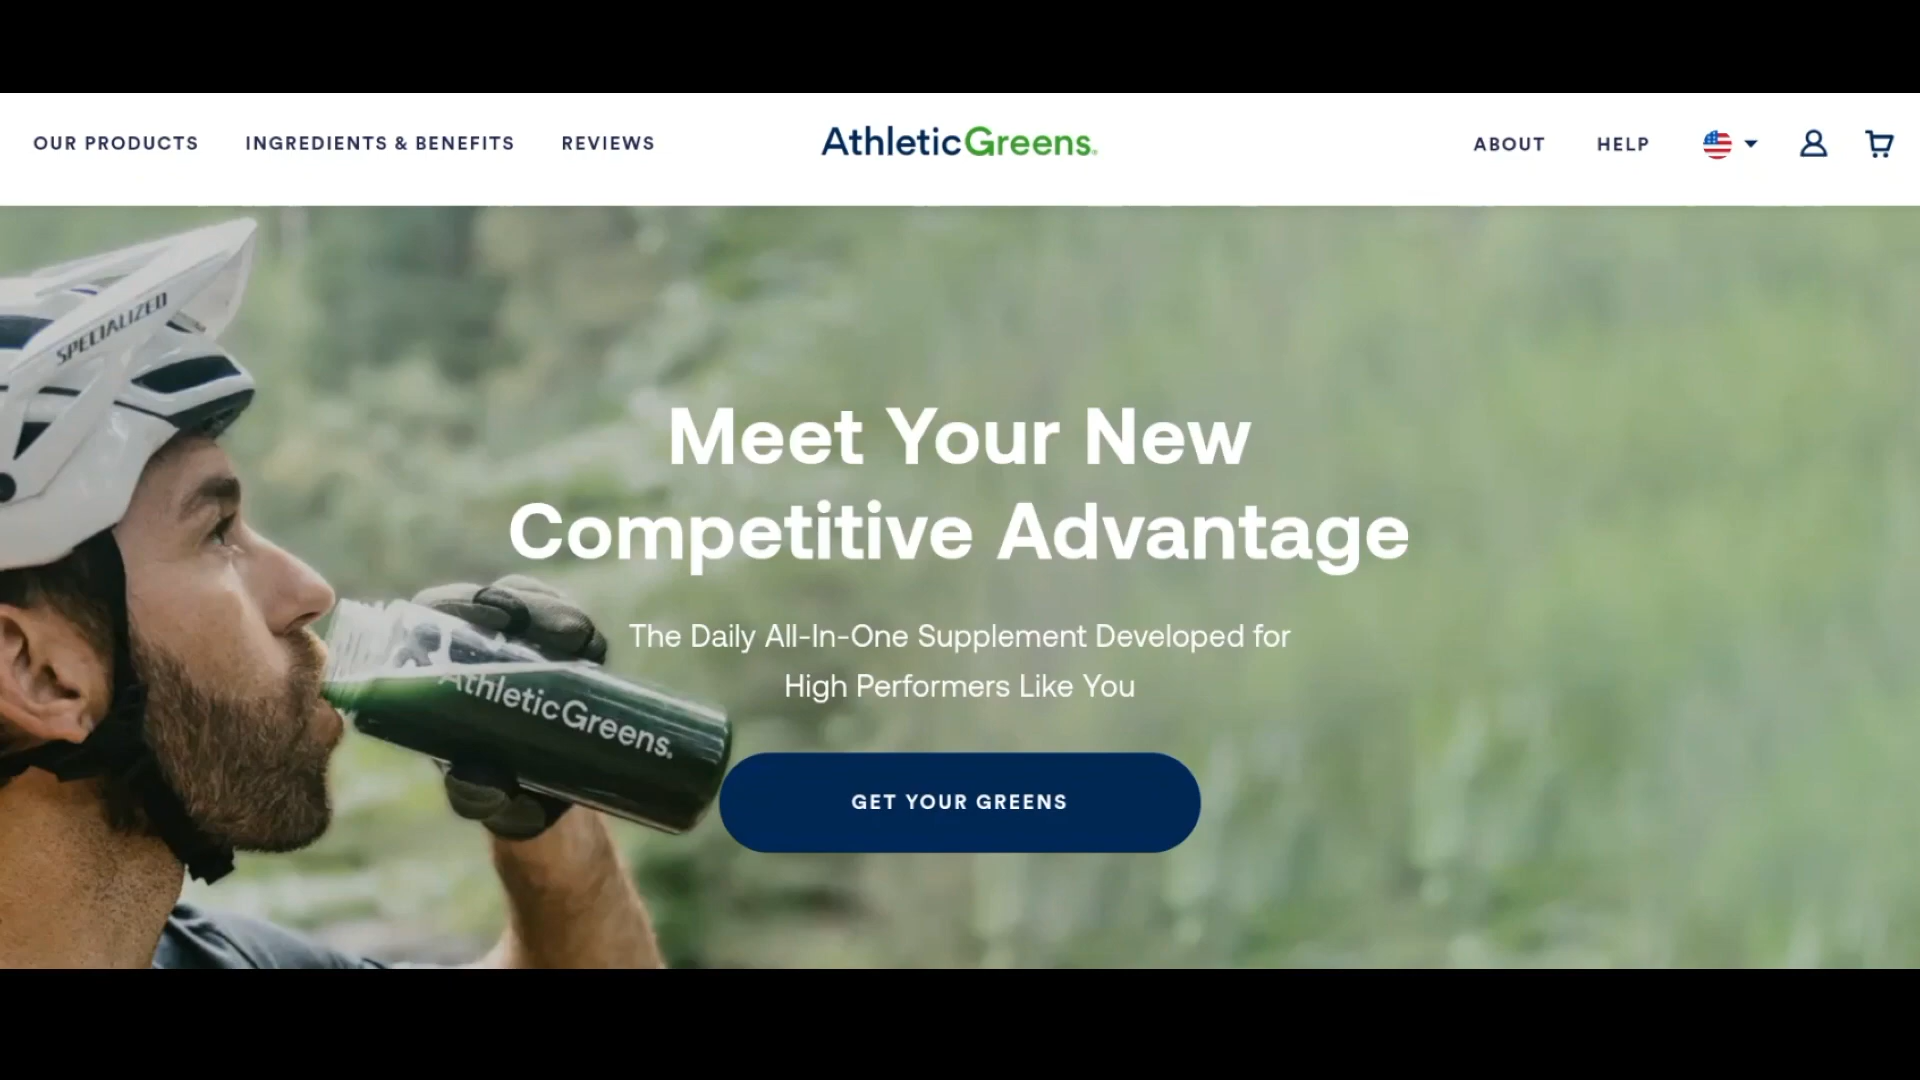 OUR PRODUCTS INGREDIENTS & BENEFITS REVIEWS AthleticGreens® ABOUT HELP
SPECIALIZED
Meet Your New
Competitive Advantage
The Daily All-In-One Supplement Developed for
High Performers Like You
AthleticGreens.
GET YOUR GREENS